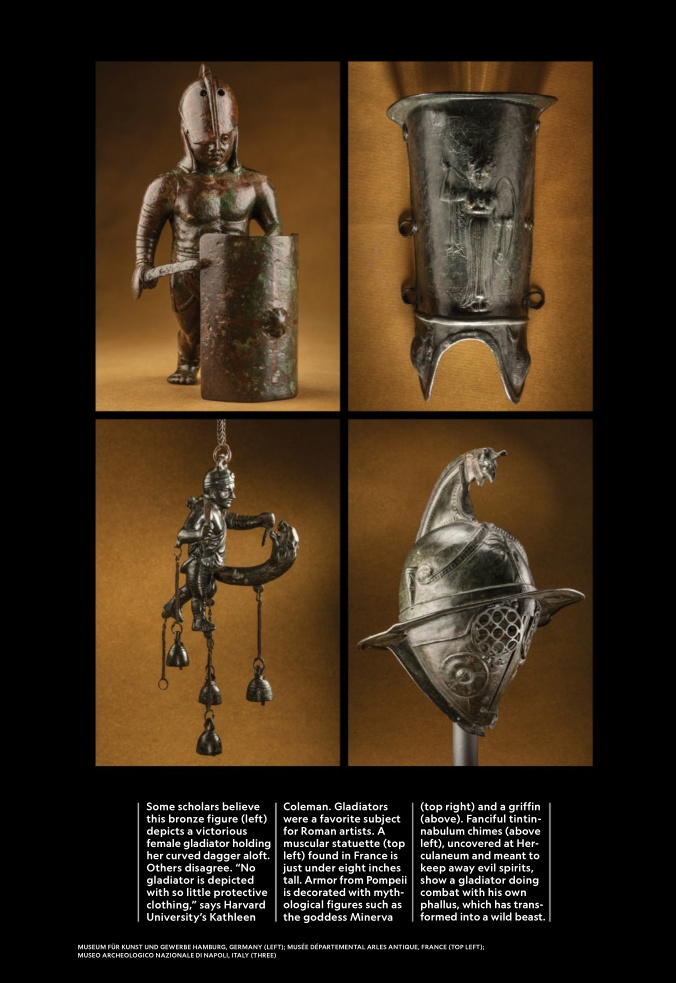 Some scholars believe
this bronze figure (left)
depicts a victorious
female gladiator holding
her curved dagger aloft.
Others disagree. “No
gladiator is depicted
with so little protective
clothing,” says Harvard
University’s Kathleen
Coleman. Gladiators
were a favorite subject
for Roman artists. A
muscular statuette (top
left) found in France is
just under eight inches
tall. Armor from Pompeii
is decorated with myth-
ological figures such as
the goddess Minerva
(top right) and a griffin
(above). Fanciful tintin-
nabulum chimes (above
left), uncovered at Her-
culaneum and meant to
keep away evil spirits,
show a gladiator doing
combat with his own
phallus, which has trans-
formed into a wild beast.
MUSEUM FÜR KUNST UND GEWERBE HAMBURG, GERMANY (LEFT); MUSÉE DÉPARTEMENTAL ARLES ANTIQUE, FRANCE (TOP LEFT);
MUSEO ARCHEOLOGICO NAZIONALE DI NAPOLI, ITALY (THREE)